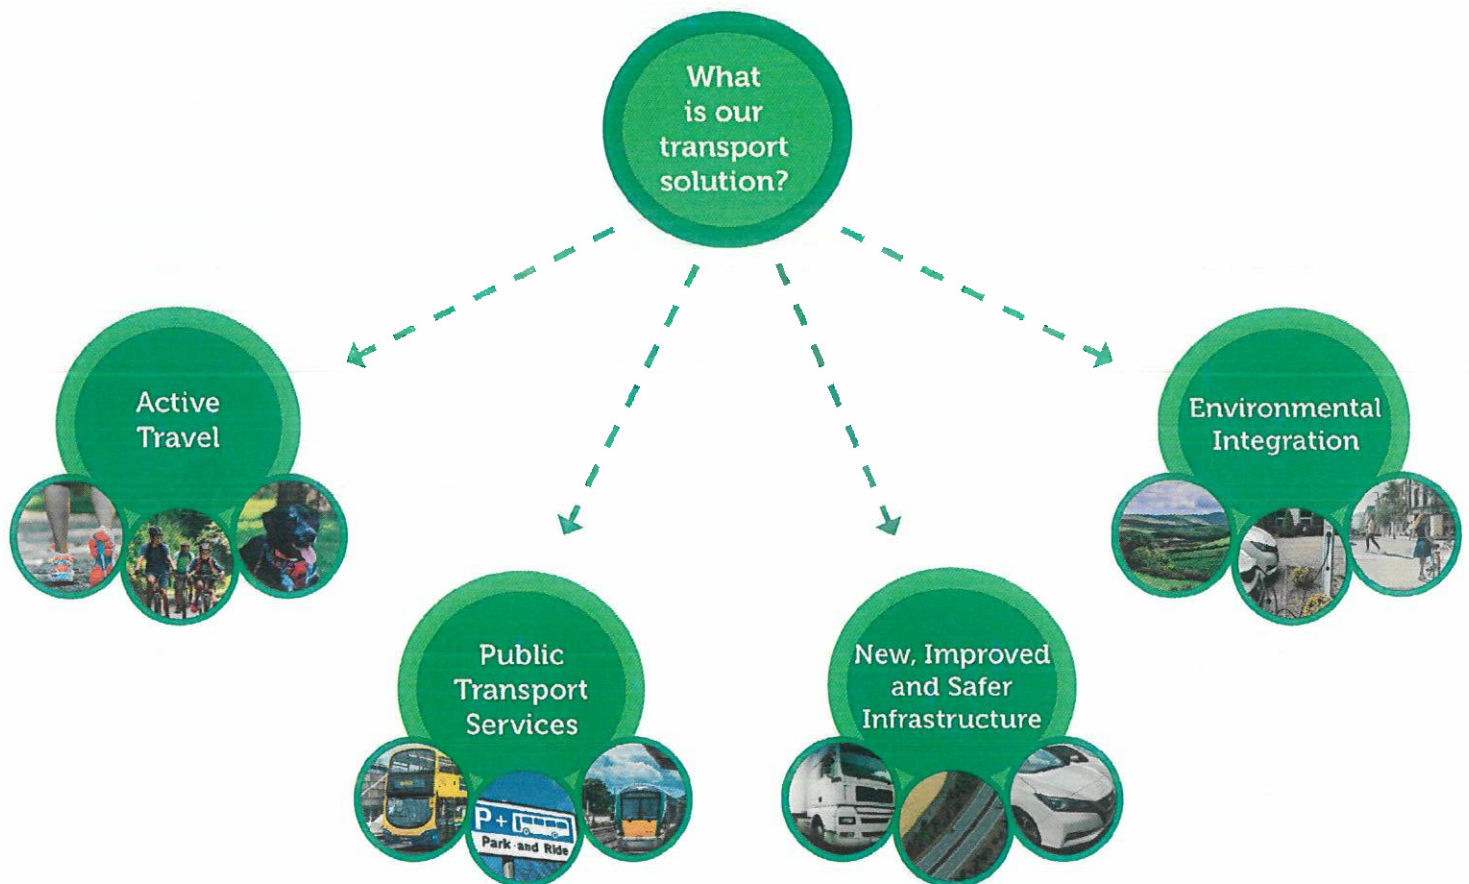 What
is our
transport
solution?
Active
Travel
Environmental
Integration
Public
Transport
Services
New, Improved
and Safer
Infrastructure
P+
Park and Ride